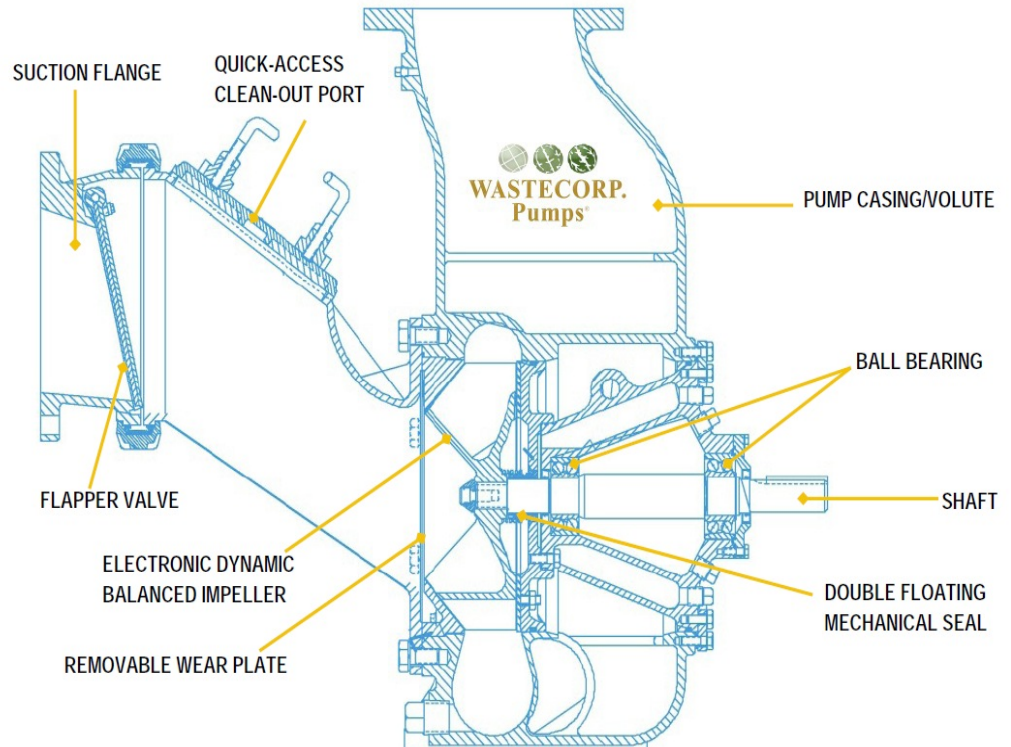 SUCTION FLANGE
QUICK-ACCESS
CLEAN-OUT PORT
WASTECORP.
Pumps®
PUMP CASING/VOLUTE
BALL BEARING
FLAPPER VALVE
SHAFT
ELECTRONIC DYNAMIC
BALANCED IMPELLER
DOUBLE FLOATING
MECHANICAL SEAL
REMOVABLE WEAR PLATE